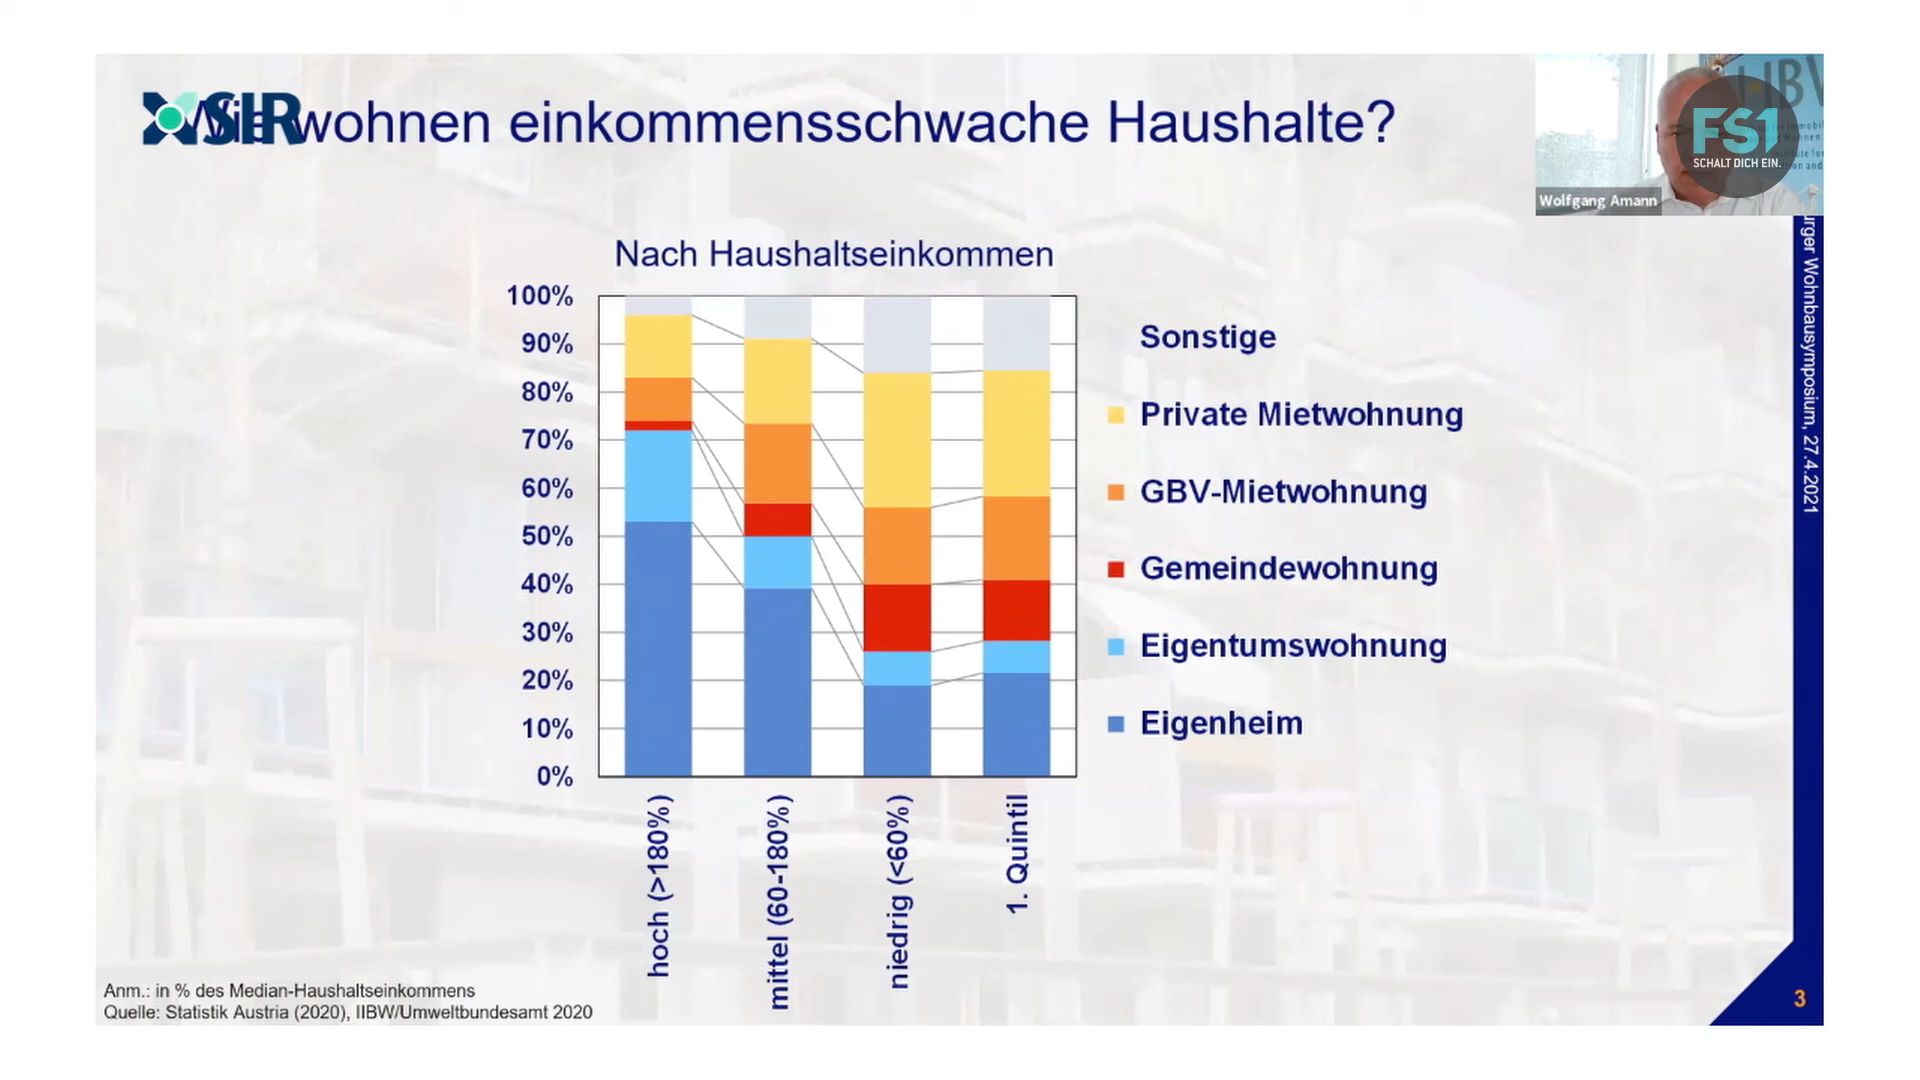 SIR
Wie wohnen einkommensschwache Haushalte?
FS1
SCHALT DICH EIN.
Wolfgang Amann
urger Wohnbausymposium, 27.4.2021
Nach Haushaltseinkommen
100%
90%
80%
70%
60%
50%
40%
30%
20%
10%
0%
hoch (>180%)
mittel (60-180%)
niedrig (<60%)
1. Quintil
Sonstige
Private Mietwohnung
GBV-Mietwohnung
Gemeindewohnung
Eigentumswohnung
Eigenheim
Anm.: in % des Median-Haushaltseinkommens
Quelle: Statistik Austria (2020), IIBW/Umweltbundesamt 2020
3